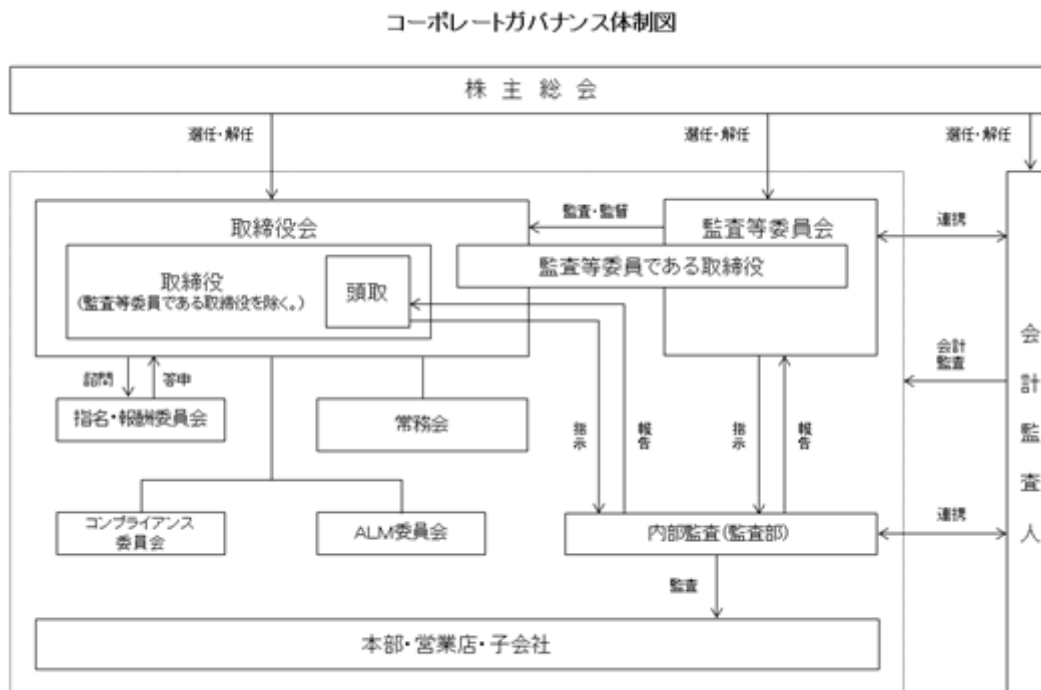 コーポレートガバナンス体制図
株主総会
選任・解任
選任・解任
選任・解任
取締役会
監査・監督
監査等委員会
連携
監査等委員である取締役
取締役
(監査等委員である取締役を除く。)
頭取
会計監査人
会計
監査
諮問
答申
指名・報酬委員会
常務会
指示
報告
指示
報告
コンプライアンス
委員会
ALM委員会
内部監査(監査部)
連携
監査
本部・営業店・子会社